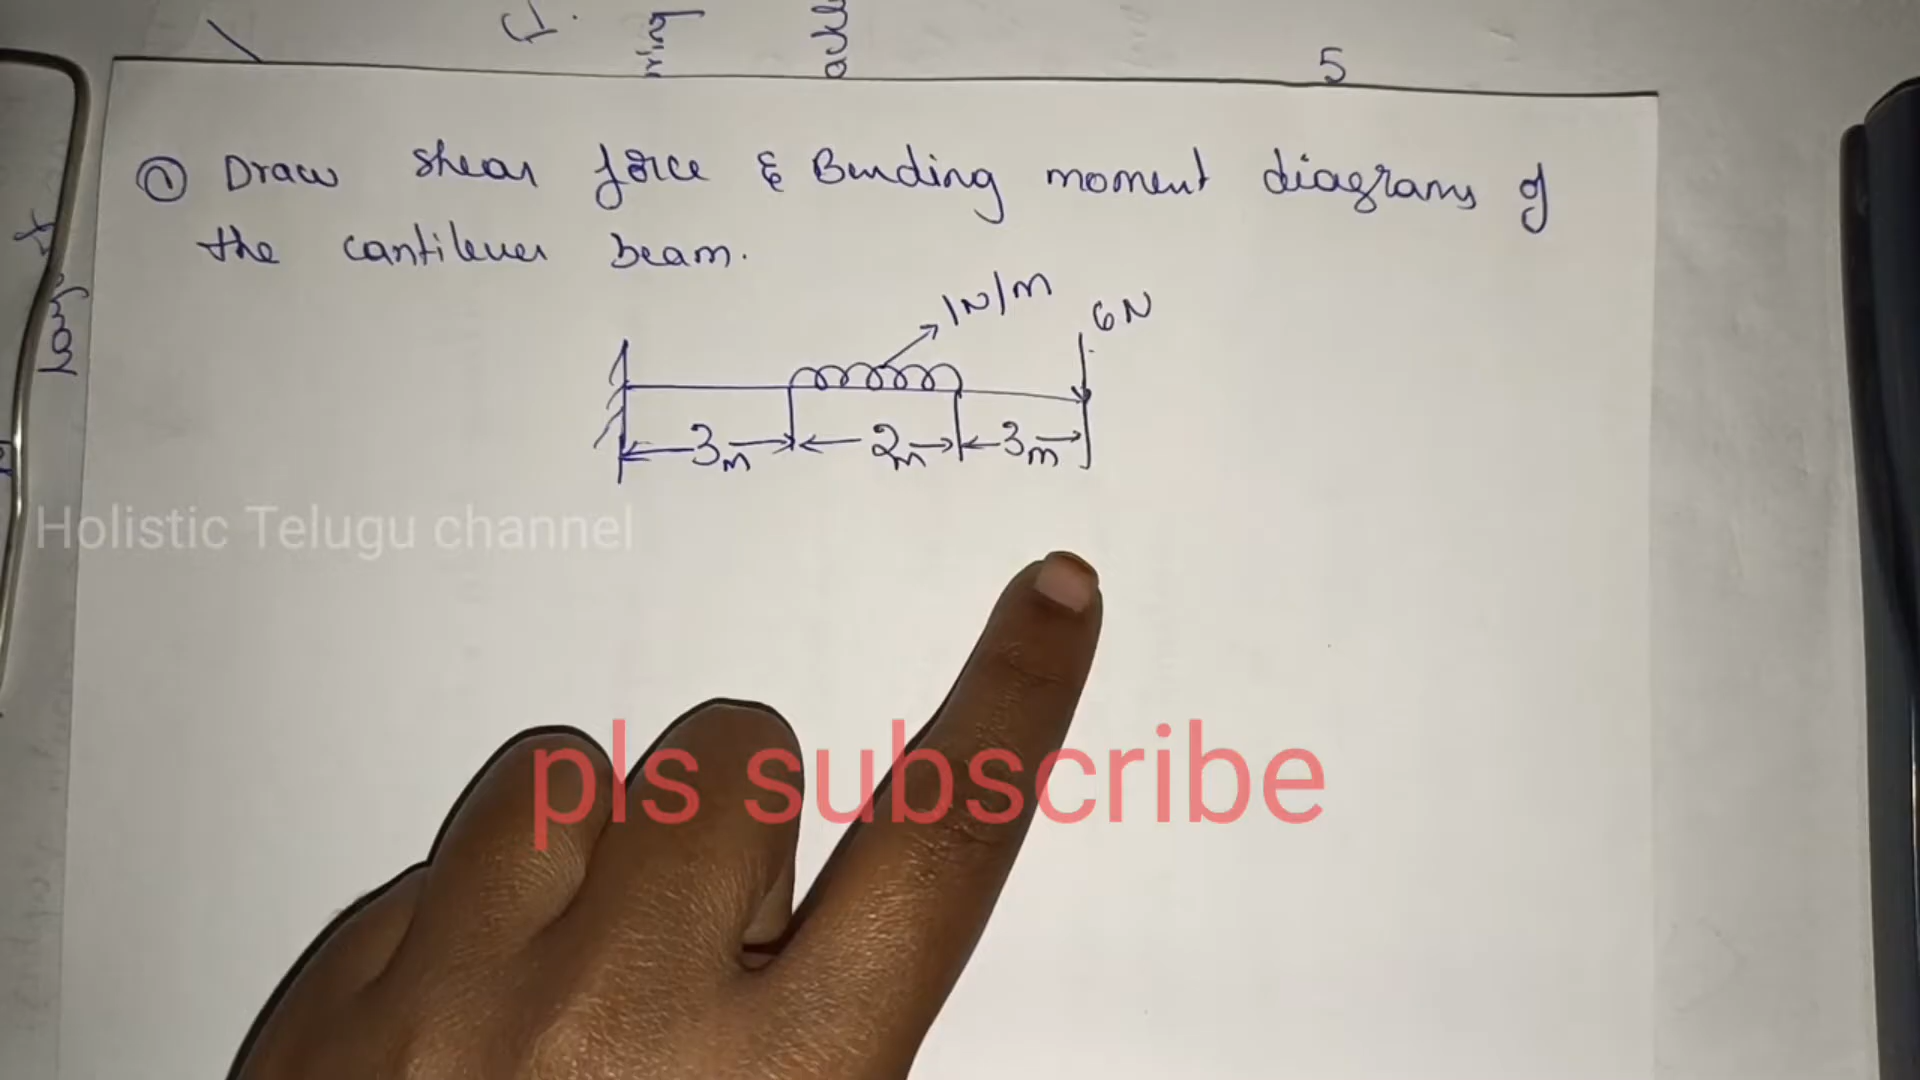 5
① Draw shear force & Bending moment diagrams of
the cantilever beam.
1N/m
6N
3m
2m
3m
Holistic Telugu channel
pls subscribe